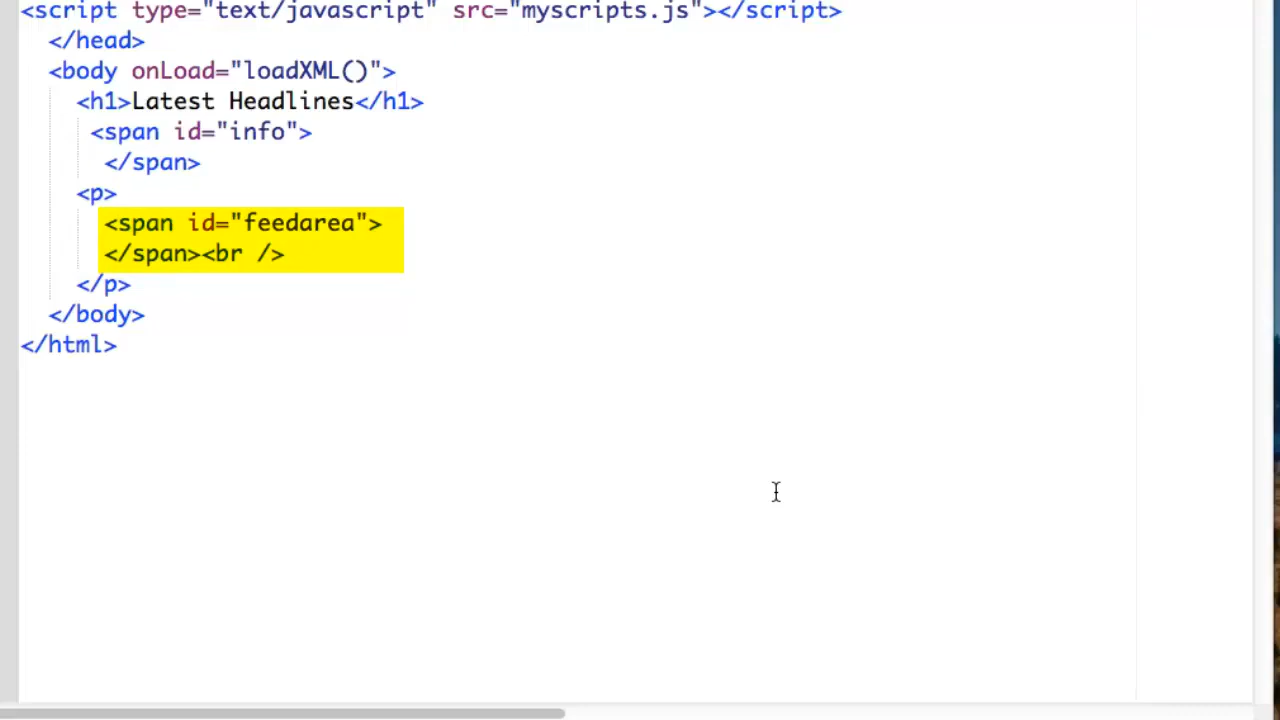 <script type="text/javascript" src="myscripts.js"></script>
</head>
<body onLoad="loadXML()">
<h1>Latest Headlines</h1>
<span id="info">
</span>
<p>
<span id="feedarea">
</span><br />
</p>
</body>
</html>